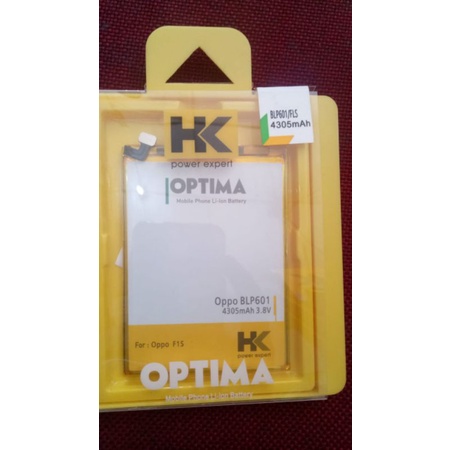 BLP601/FLS
4305mAh
HK
power expert
OPTIMA
Mobile Phone Li-Ion Battery
Oppo BLP601
4305mAh 3.8V
For : Oppo F1S
HK
power expert
OPTIMA
Mobile Phone Li-Ion Battery